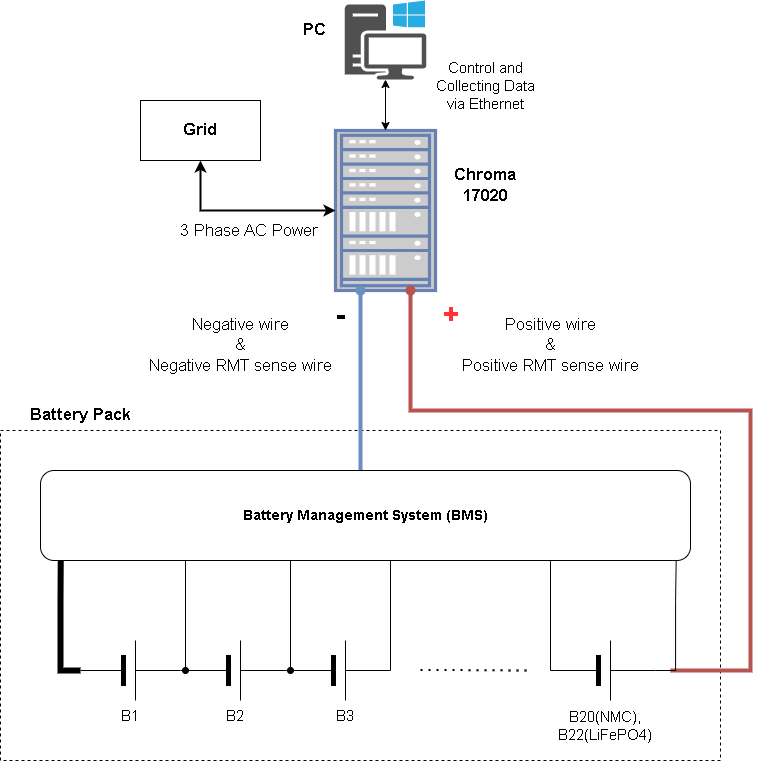 PC
Control and
Collecting Data
via Ethernet
Grid
Chroma
17020
3 Phase AC Power
-
+
Negative wire
&
Negative RMT sense wire
Positive wire
&
Positive RMT sense wire
Battery Pack
Battery Management System (BMS)
B1
B2
B3
B20(NMC),
B22(LiFePO4)